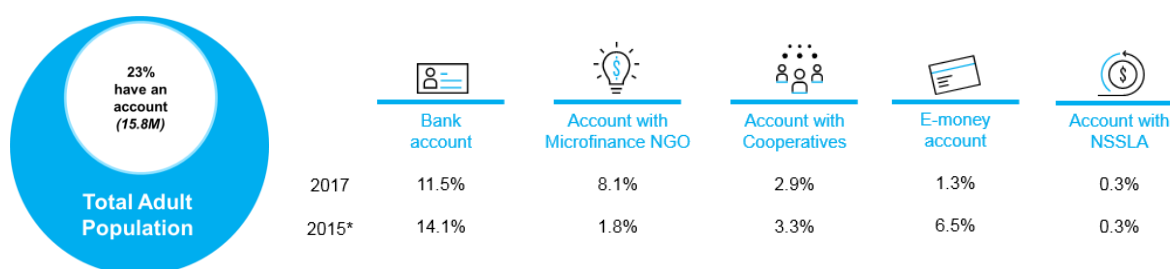 23%
have an
account
(15.8M)
Total Adult
Population
Bank
account
Account with
Microfinance NGO
Account with
Cooperatives
E-money
account
Account with
NSSLA
2017 11.5% 8.1% 2.9% 1.3% 0.3%
2015* 14.1% 1.8% 3.3% 6.5% 0.3%